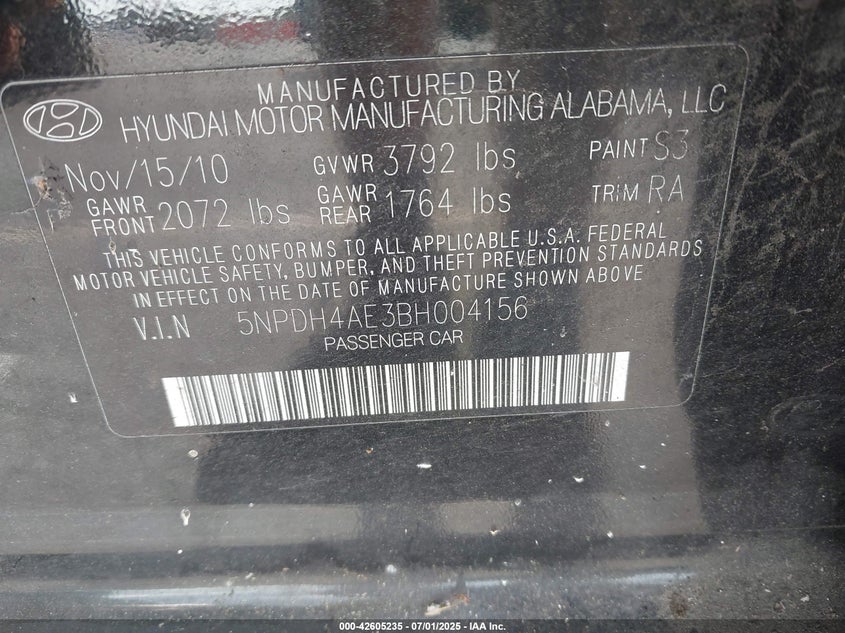 MANUFACTURED BY
HYUNDAI MOTOR MANUFACTURING ALABAMA, LLC
Nov/15/10 GVWR 3792 lbs PAINT S3
GAWR FRONT 2072 lbs GAWR REAR 1764 lbs TRIM RA
THIS VEHICLE CONFORMS TO ALL APPLICABLE U.S.A. FEDERAL
MOTOR VEHICLE SAFETY, BUMPER, AND THEFT PREVENTION STANDARDS
IN EFFECT ON THE DATE OF MANUFACTURE SHOWN ABOVE
V.I.N 5NPDH4AE3BH004156
PASSENGER CAR
000-42605235 - 07/01/2025 - IAA Inc.